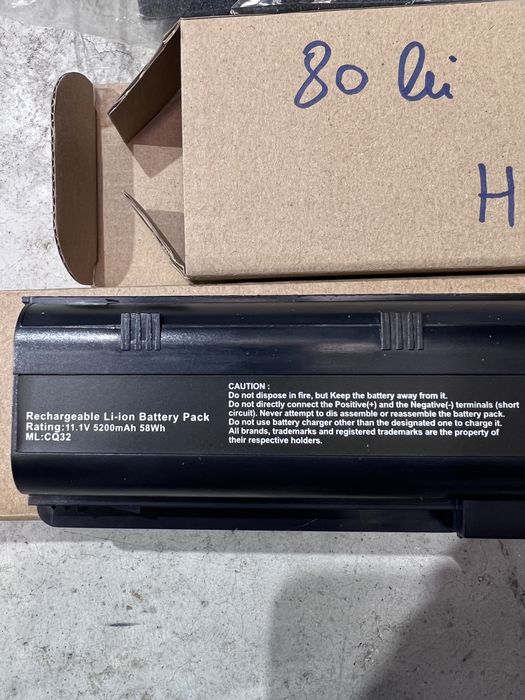 80 lei
H
Rechargeable Li-ion Battery Pack
Rating:11.1V 5200mAh 58Wh
ML:CQ32
CAUTION :
Do not dispose in fire, but Keep the battery away from it.
Do not directly connect the Positive(+) and the Negative(-) terminals (short
circuit). Never attempt to dis assemble or reassemble the battery pack.
Do not use battery charger other than the designated one to charge it.
All brands, trademarks and registered trademarks are the property of
their respective holders.